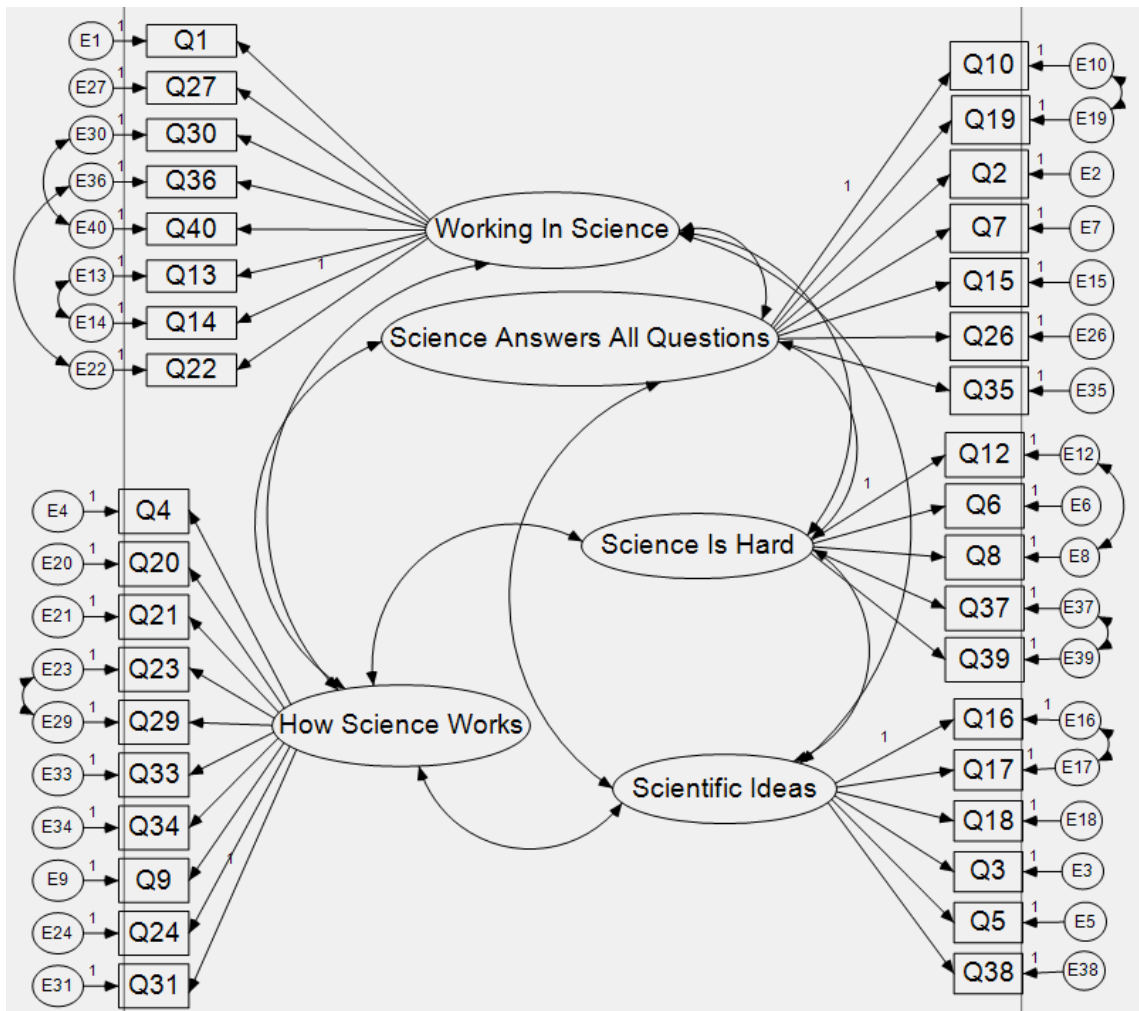 E1 1 Q1
E27 1 Q27
E30 1 Q30
E36 1 Q36
E40 1 Q40
E13 1 Q13
1
E14 1 Q14
E22 1 Q22
Working In Science
Science Answers All Questions
1
Q10 1 E10
Q19 1 E19
Q2 1 E2
Q7 1 E7
Q15 1 E15
Q26 1 E26
Q35 1 E35
Science Is Hard
1
Q12 1 E12
Q6 1 E6
Q8 1 E8
Q37 1 E37
Q39 1 E39
E4 1 Q4
E20 1 Q20
E21 1 Q21
E23 1 Q23
E29 1 Q29
E33 1 Q33
E34 1 Q34
E9 1 Q9
1
E24 1 Q24
E31 1 Q31
How Science Works
Scientific Ideas
1
Q16 1 E16
Q17 1 E17
Q18 1 E18
Q3 1 E3
Q5 1 E5
Q38 1 E38